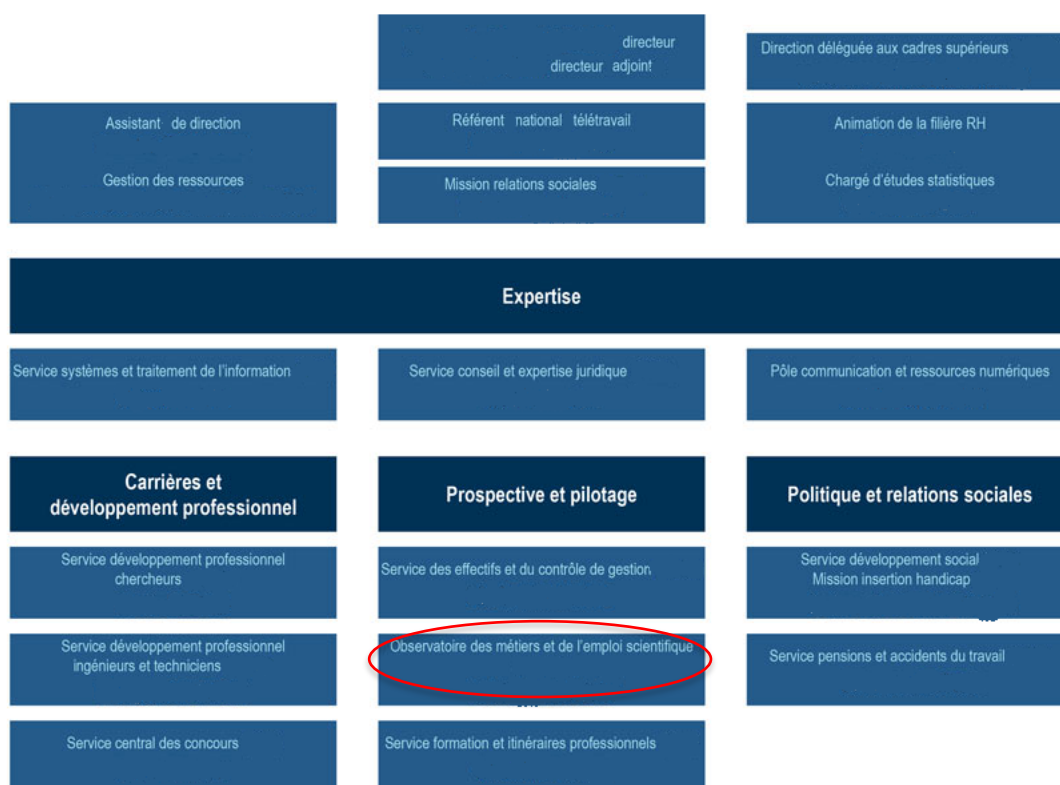 directeur
directeur adjoint
Direction déléguée aux cadres supérieurs
Assistant de direction
Gestion des ressources
Référent national télétravail
Mission relations sociales
Animation de la filière RH
Chargé d'études statistiques
Expertise
Service systèmes et traitement de l'information
Service conseil et expertise juridique
Pôle communication et ressources numériques
Carrières et
développement professionnel
Service développement professionnel
chercheurs
Service développement professionnel
ingénieurs et techniciens
Service central des concours
Prospective et pilotage
Service des effectifs et du contrôle de gestion
Observatoire des métiers et de l'emploi scientifique
Service formation et itinéraires professionnels
Politique et relations sociales
Service développement social
Mission insertion handicap
Service pensions et accidents du travail